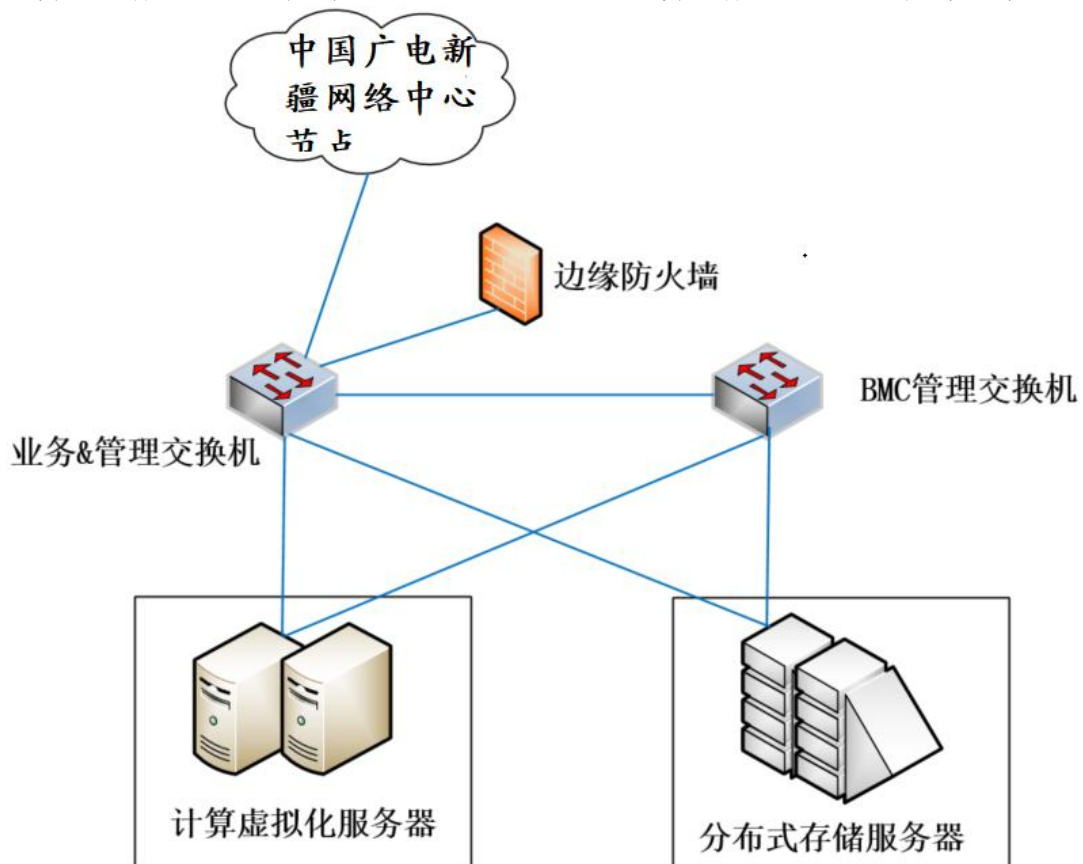 中国广电新
疆网络中心
节点
边缘防火墙
BMC管理交换机
业务&管理交换机
计算虚拟化服务器
分布式存储服务器